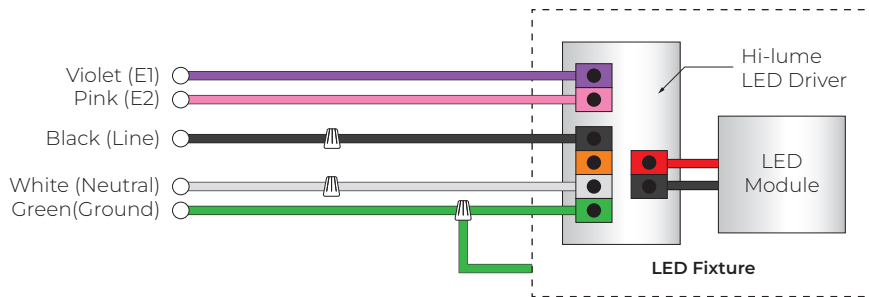 Violet (E1)
Pink (E2)
Black (Line)
White (Neutral)
Green(Ground)
Hi-lume
LED Driver
LED
Module
LED Fixture